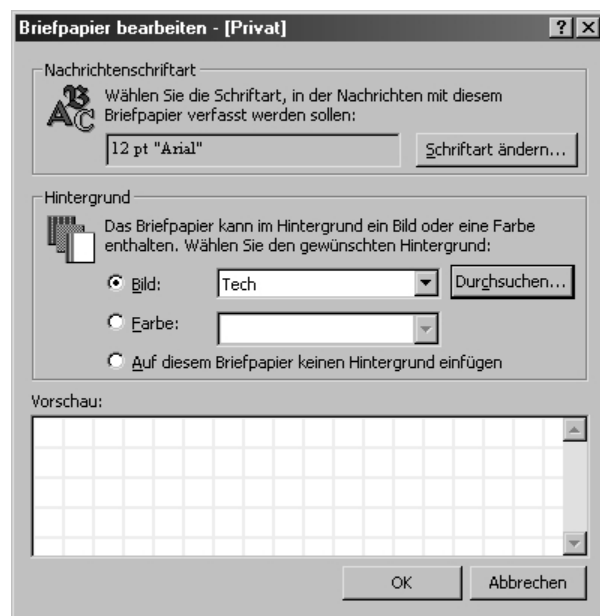 Briefpapier bearbeiten - [Privat]
Nachrichtenschriftart
Wählen Sie die Schriftart, in der Nachrichten mit diesem
Briefpapier verfasst werden sollen:
12 pt "Arial"
Schriftart ändern...
Hintergrund
Das Briefpapier kann im Hintergrund ein Bild oder eine Farbe
enthalten. Wählen Sie den gewünschten Hintergrund:
Bild:
Tech
Durchsuchen...
Farbe:
Auf diesem Briefpapier keinen Hintergrund einfügen
Vorschau:
OK
Abbrechen